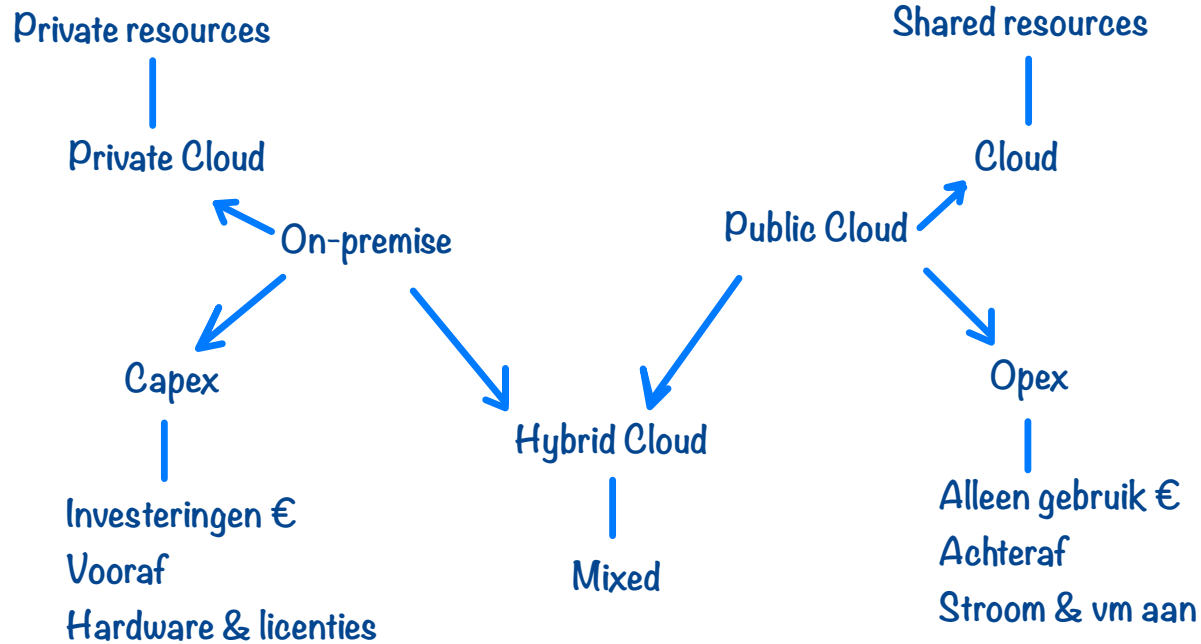 Private resources
Shared resources
Private Cloud
Cloud
On-premise
Public Cloud
Capex
Opex
Hybrid Cloud
Investeringen €
Vooraf
Hardware & licenties
Mixed
Alleen gebruik €
Achteraf
Stroom & vm aan